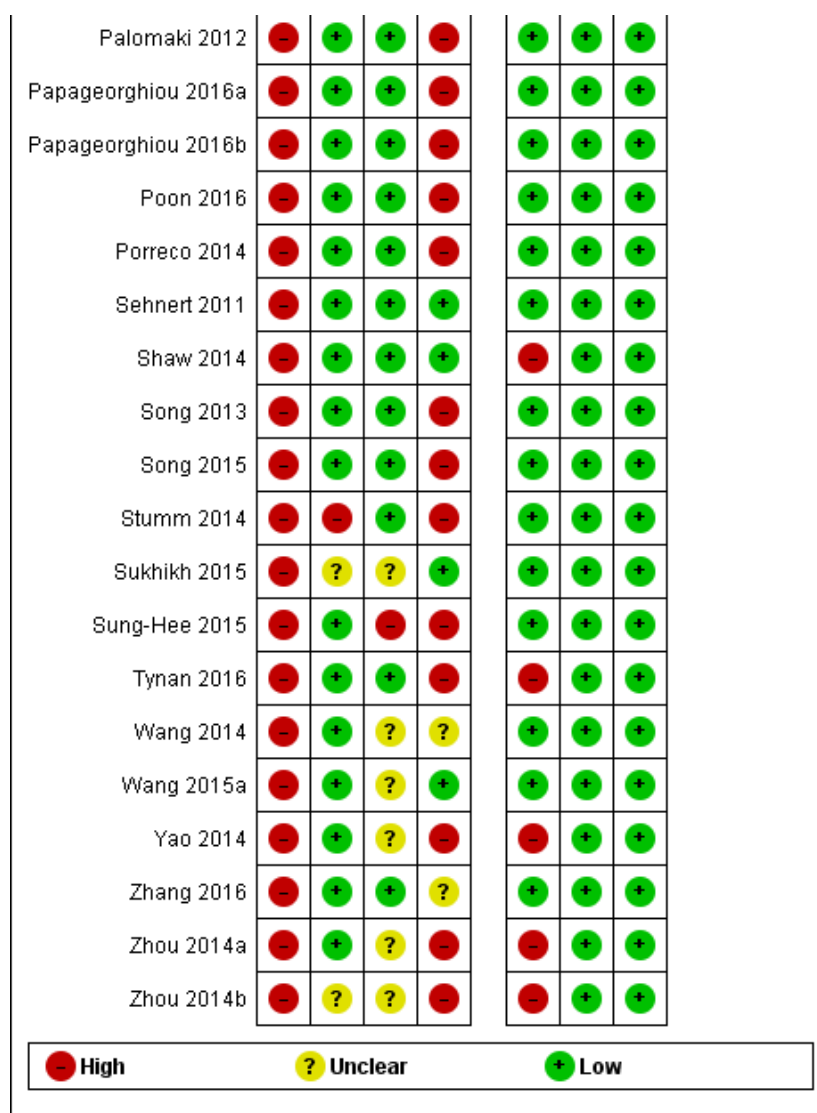 Palomaki 2012 - + + - + + +
Papageorghiou 2016a - + + - + + +
Papageorghiou 2016b - + + - + + +
Poon 2016 - + + - + + +
Porreco 2014 - + + - + + +
Sehnert 2011 - + + + + + +
Shaw 2014 - + + + - + +
Song 2013 - + + - + + +
Song 2015 - + + - + + +
Stumm 2014 - - + - + + +
Sukhikh 2015 - ? ? + + + +
Sung-Hee 2015 - + - - + + +
Tynan 2016 - + + - - + +
Wang 2014 - + ? ? + + +
Wang 2015a - + ? + + + +
Yao 2014 - + ? - - + +
Zhang 2016 - + + ? + + +
Zhou 2014a - + ? - - + +
Zhou 2014b - ? ? - - + +
- High ? Unclear + Low